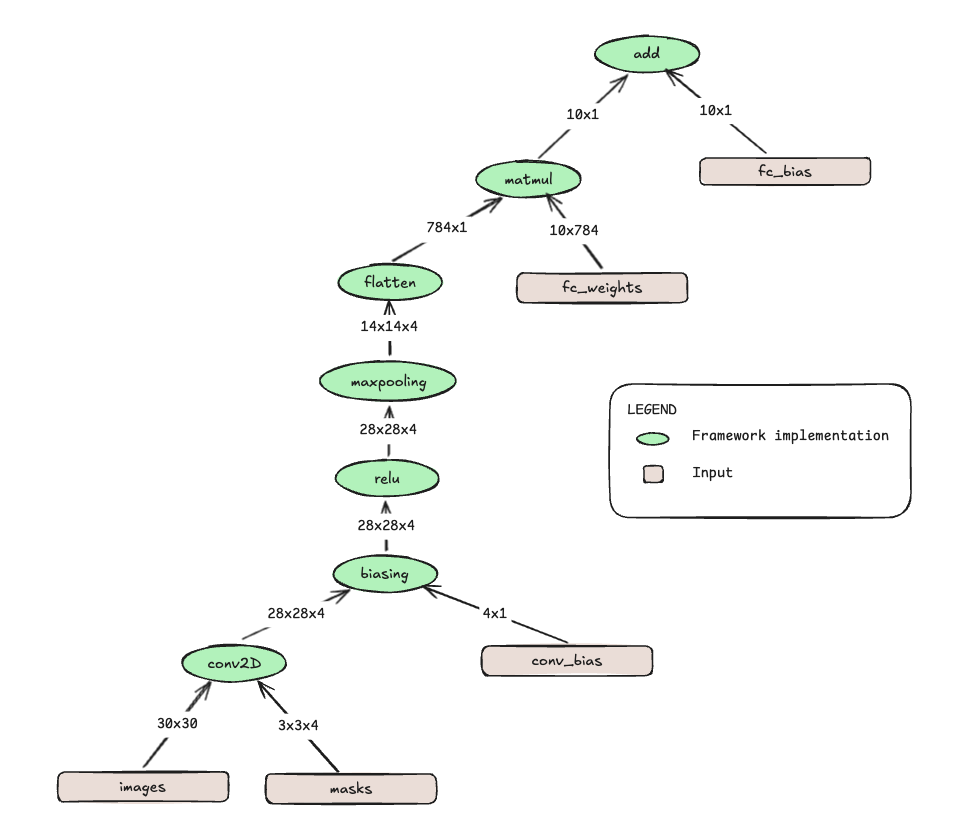 add
10x1
10x1
fc_bias
matmul
784x1
10x784
flatten
fc_weights
14x14x4
maxpooling
LEGEND
28x28x4
Framework implementation
relu
Input
28x28x4
biasing
28x28x4
4x1
conv2D
conv_bias
30x30
3x3x4
images
masks